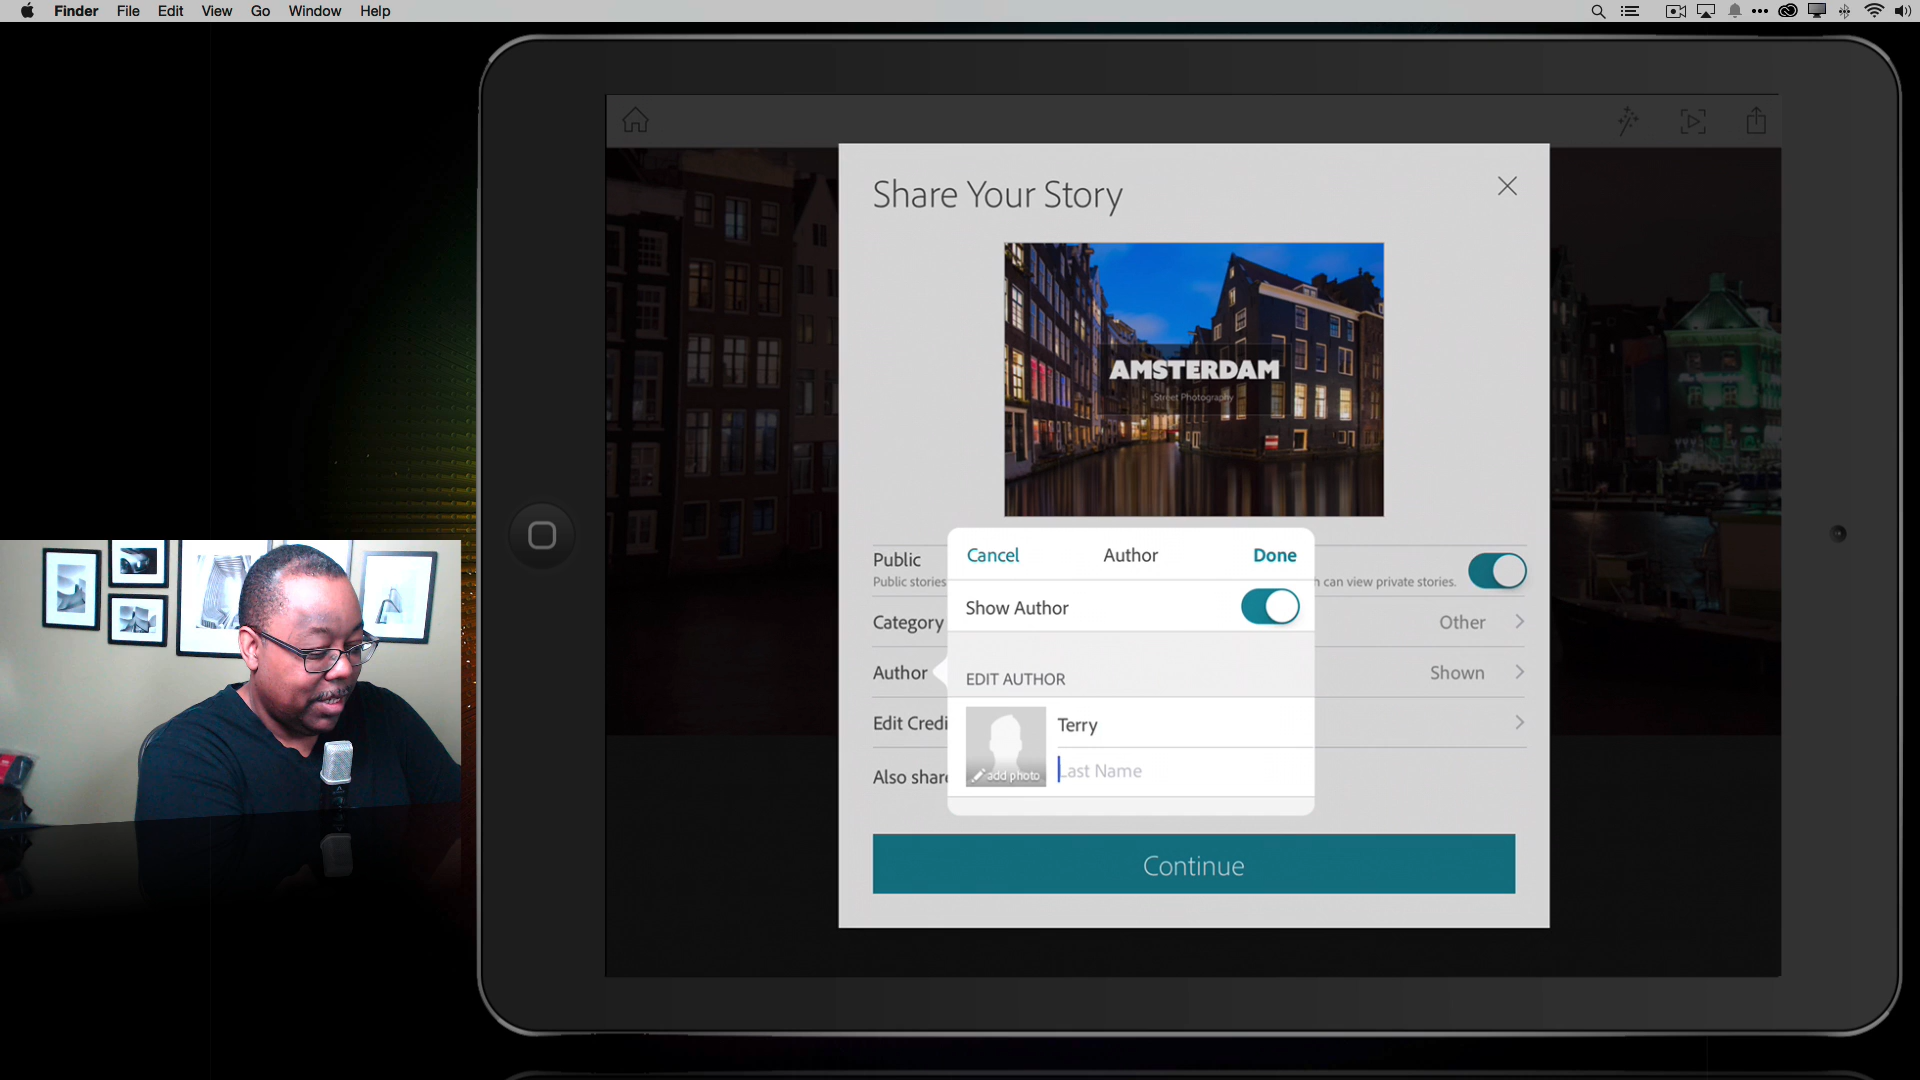 Finder File Edit View Go Window Help
Share Your Story
AMSTERDAM
Street Photography
Public
Public stories
can view private stories.
Category
Other
Author
Shown
Edit Credi
Also share
Cancel
Author
Done
Show Author
EDIT AUTHOR
add photo
Terry
Last Name
Continue